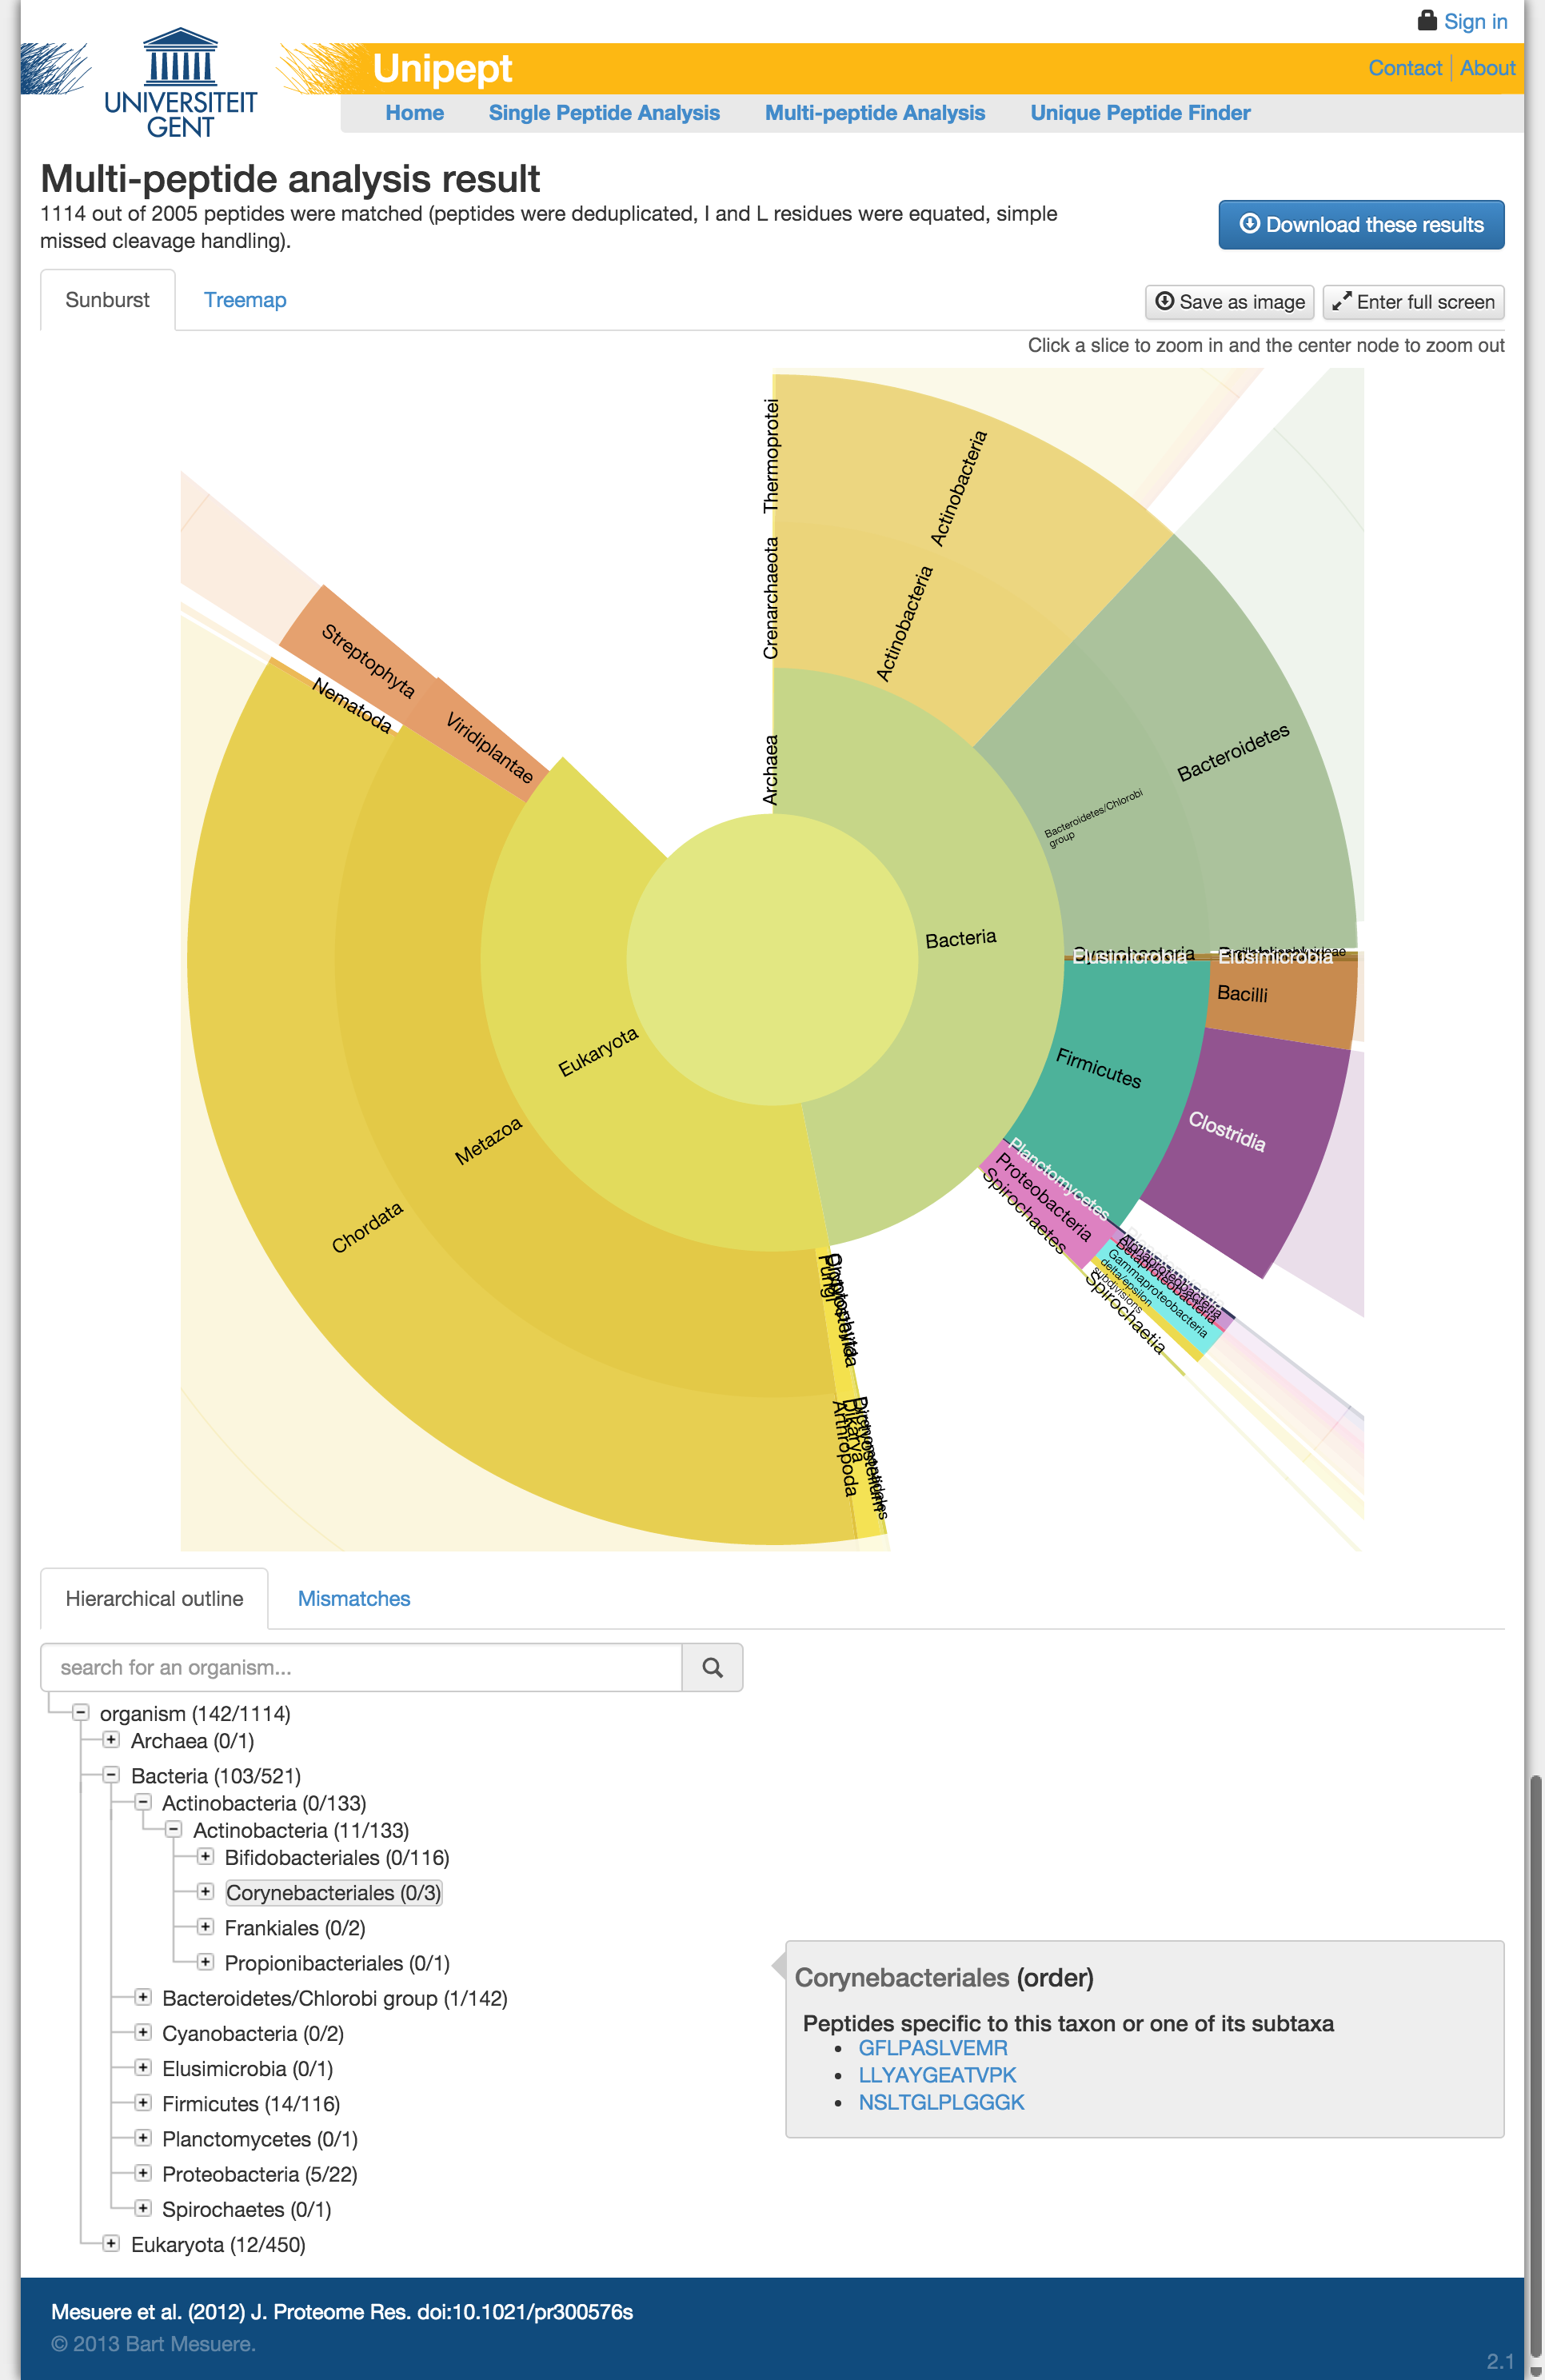 Sign in
UNIVERSITEIT
GENT
Unipept
Contact
About
Home
Single Peptide Analysis
Multi-peptide Analysis
Unique Peptide Finder
Multi-peptide analysis result
1114 out of 2005 peptides were matched (peptides were deduplicated, I and L residues were equated, simple
missed cleavage handling).
Download these results
Sunburst
Treemap
Save as image
Enter full screen
Click a slice to zoom in and the center node to zoom out
Thermoprotei
Crenarchaeota
Archaea
Actinobacteria
Actinobacteria
Bacteroidetes
Bacteroidetes/Chlorobi
group
Bacteria
Cyanobacteria
Elusimicrobia
Elusimicrobia
Bacilli
Firmicutes
Clostridia
Planctomycetes
Proteobacteria
Spirochaetes
Alphaproteobacteria
Betaproteobacteria
Gammaproteobacteria
delta/epsilon
subdivisions
Spirochaetia
Streptophyta
Viridiplantae
Nematoda
Eukaryota
Metazoa
Chordata
Fungi
Dikarya
Arthropoda
Hierarchical outline
Mismatches
search for an organism...
organism (142/1114)
Archaea (0/1)
Bacteria (103/521)
Actinobacteria (0/133)
Actinobacteria (11/133)
Bifidobacteriales (0/116)
Corynebacteriales (0/3)
Frankiales (0/2)
Propionibacteriales (0/1)
Bacteroidetes/Chlorobi group (1/142)
Cyanobacteria (0/2)
Elusimicrobia (0/1)
Firmicutes (14/116)
Planctomycetes (0/1)
Proteobacteria (5/22)
Spirochaetes (0/1)
Eukaryota (12/450)
Corynebacteriales (order)
Peptides specific to this taxon or one of its subtaxa
GFLPASLVEMR
LLYAYGEATVPK
NSLTGLPLGGGK
Mesuere et al. (2012) J. Proteome Res. doi:10.1021/pr300576s
© 2013 Bart Mesuere.
2.1